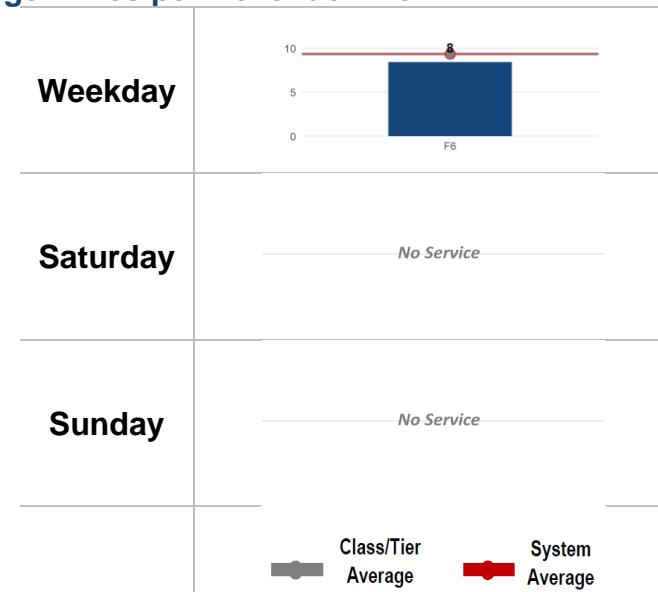 Weekday
10
8
5
0
F6
Saturday
No Service
Sunday
No Service
Class/Tier
Average
System
Average